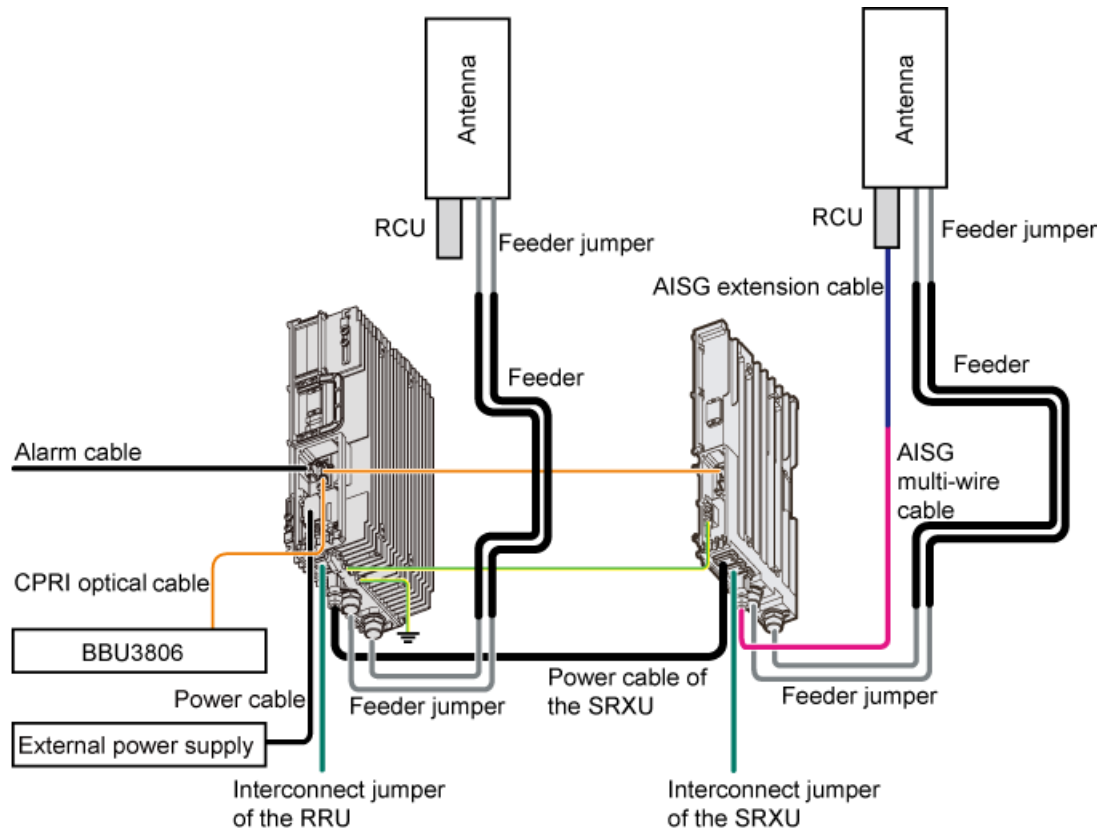 Antenna
Antenna
RCU
Feeder jumper
RCU
Feeder jumper
AISG extension cable
Feeder
Feeder
Alarm cable
AISG
multi-wire
cable
CPRI optical cable
BBU3806
Power cable
Feeder jumper
Power cable of
the SRXU
Feeder jumper
External power supply
Interconnect jumper
of the RRU
Interconnect jumper
of the SRXU